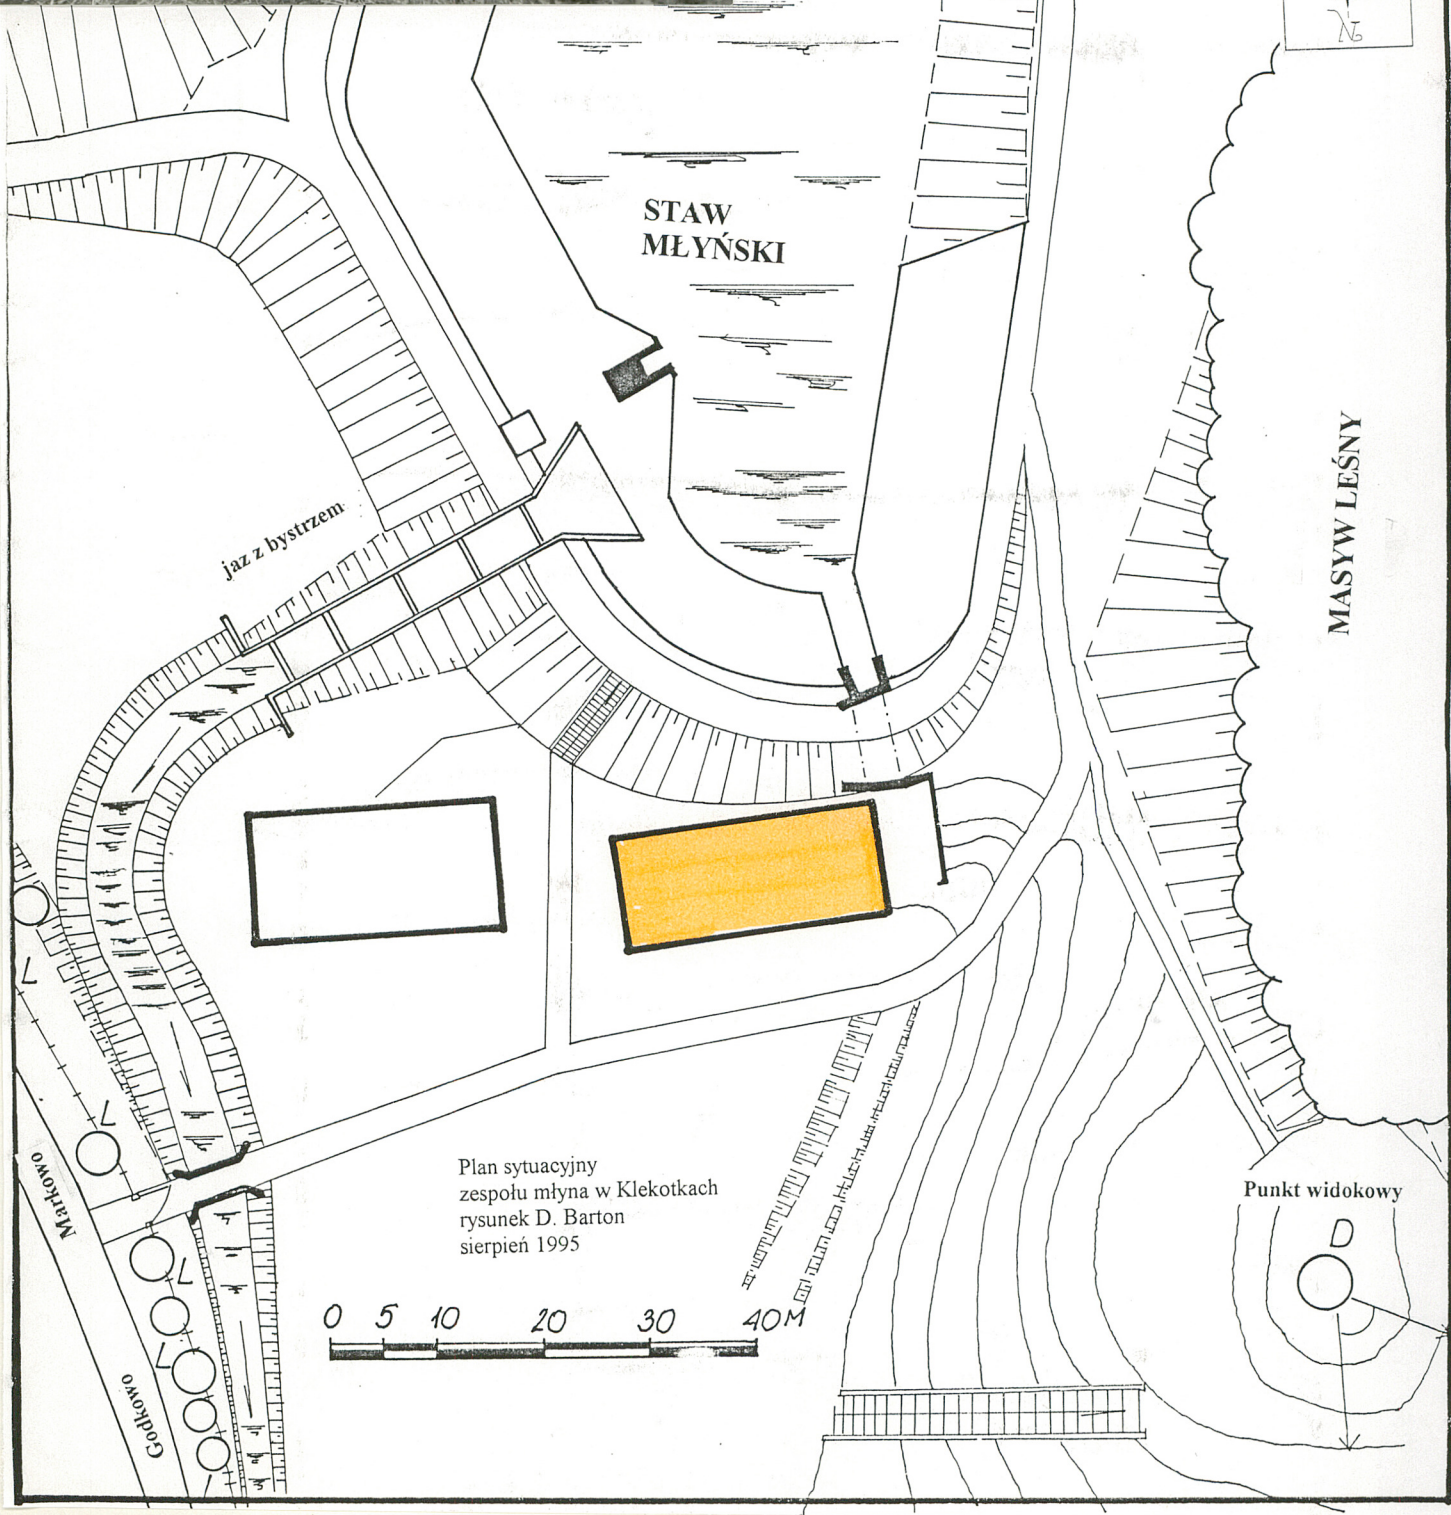 N
STAW
MŁYŃSKI
MASYW LEŚNY
jaz z bystrzem
Markowo
Godkowo
Plan sytuacyjny
zespołu młyna w Klekotkach
rysunek D. Barton
sierpień 1995
0 5 10 20 30 40M
Punkt widokowy
D
L
L
L
L